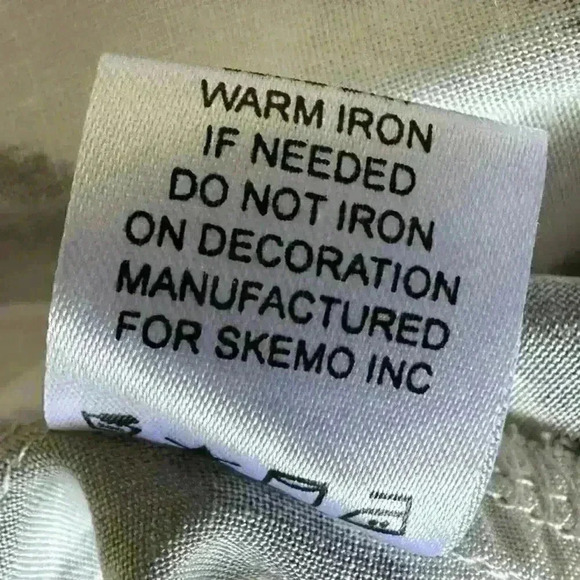 WARM IRON
IF NEEDED
DO NOT IRON
ON DECORATION
MANUFACTURED
FOR SKEMO INC